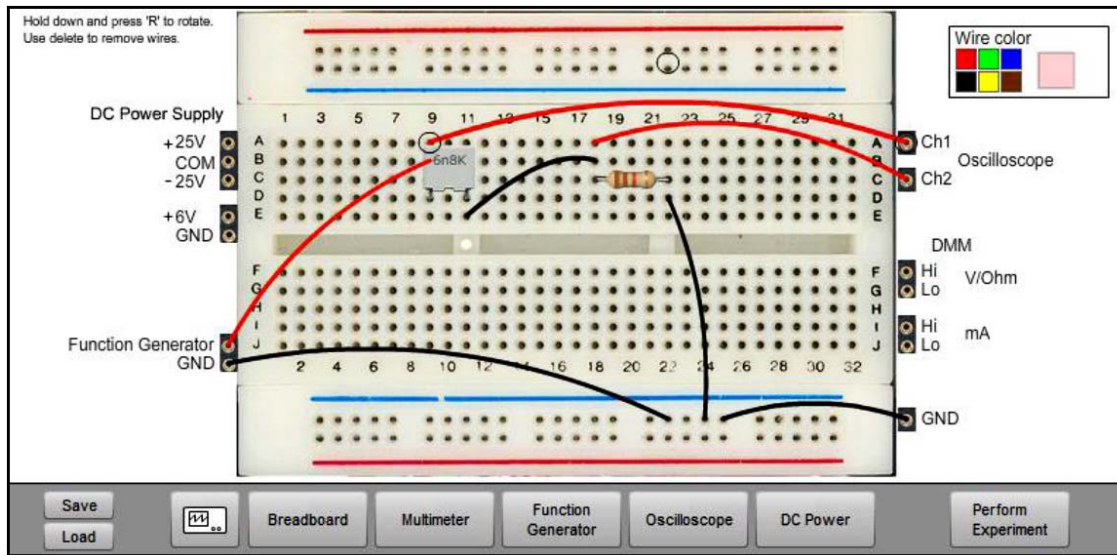 Hold down and press 'R' to rotate.
Use delete to remove wires.
Wire color
DC Power Supply
+25V
COM
-25V
+6V
GND
Function Generator
GND
1 3 5 7 9 11 13 15 17 19 21 23 25 27 29 31
A
B
C
D
E
F
G
H
I
J
6n8K
2 4 6 8 10 12 14 16 18 20 22 24 26 28 30 32
A
B
C
D
E
F
G
H
I
J
Ch1
Oscilloscope
Ch2
DMM
Hi
V/Ohm
Lo
Hi
mA
Lo
GND
Save
Load
Breadboard
Multimeter
Function
Generator
Oscilloscope
DC Power
Perform
Experiment